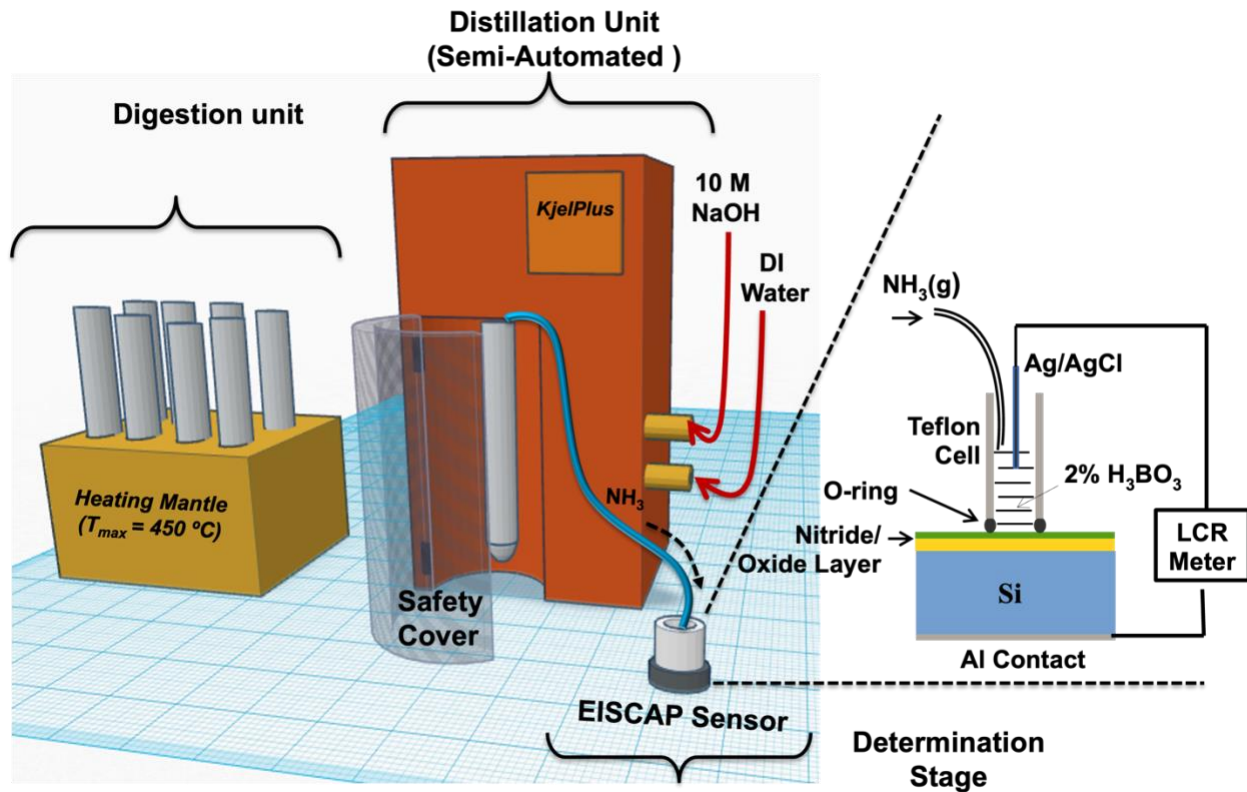 Distillation Unit
(Semi-Automated )
Digestion unit
KjelPlus
10 M
NaOH
DI
Water
Heating Mantle
(Tmax = 450 ºC)
Safety
Cover
NH₃
EISCAP Sensor
Determination
Stage
NH₃(g)
Ag/AgCl
Teflon
Cell
2% H₃BO₃
O-ring
Nitride/
Oxide Layer
LCR
Meter
Si
Al Contact